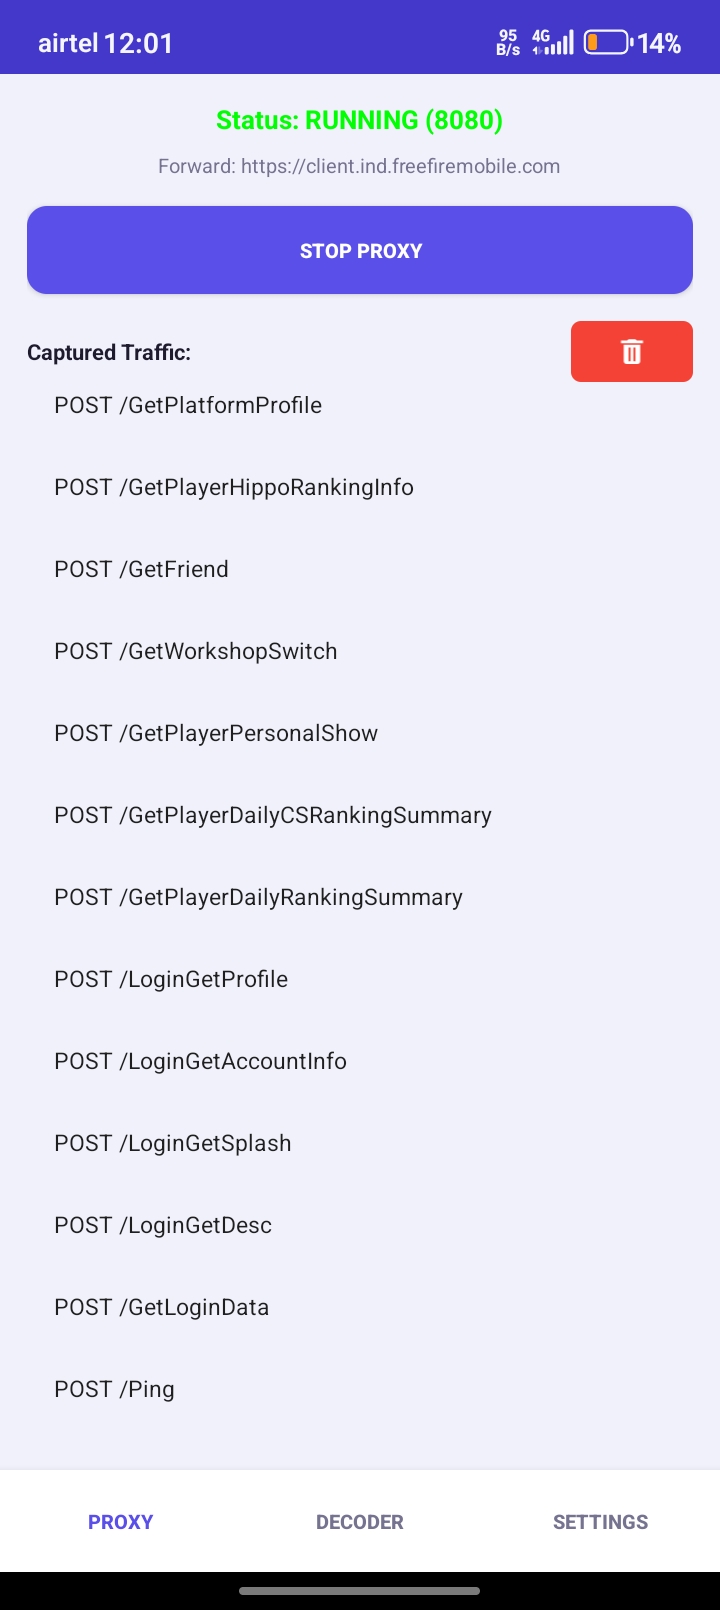 airtel 12:01 95 B/s 4G 14%
Status: RUNNING (8080)
Forward: https://client.ind.freefiremobile.com
STOP PROXY
Captured Traffic:
POST /GetPlatformProfile
POST /GetPlayerHippoRankingInfo
POST /GetFriend
POST /GetWorkshopSwitch
POST /GetPlayerPersonalShow
POST /GetPlayerDailyCSRankingSummary
POST /GetPlayerDailyRankingSummary
POST /LoginGetProfile
POST /LoginGetAccountInfo
POST /LoginGetSplash
POST /LoginGetDesc
POST /GetLoginData
POST /Ping
PROXY DECODER SETTINGS